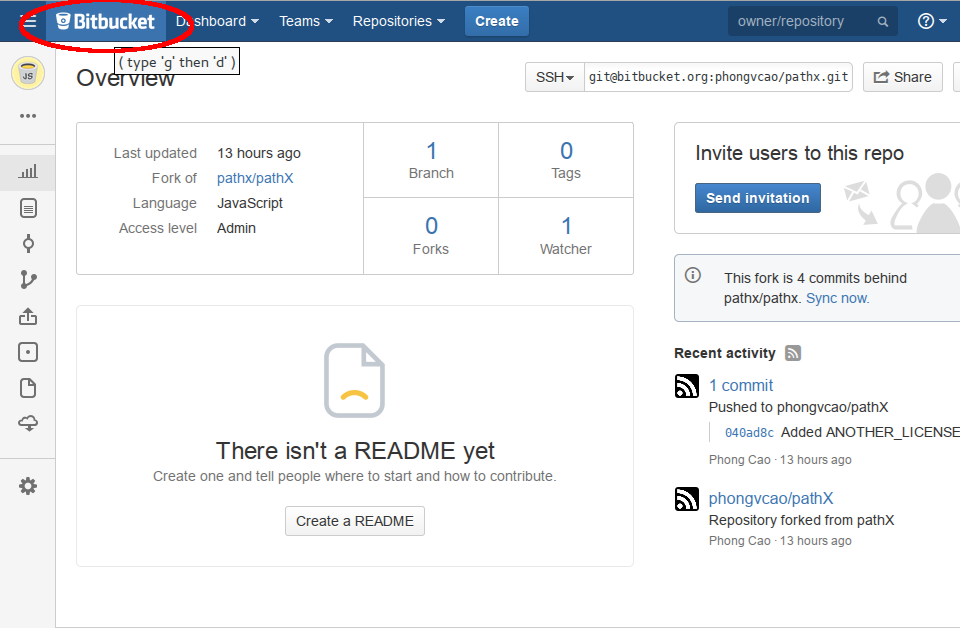 Bitbucket Dashboard Teams Repositories Create owner/repository ?
(type 'g' then 'd')
JS
Overview SSH git@bitbucket.org:phongvcao/pathx.git Share
Last updated 13 hours ago
Fork of pathx/pathX
Language JavaScript
Access level Admin
1
Branch
0
Tags
0
Forks
1
Watcher
Invite users to this repo
Send invitation
This fork is 4 commits behind
pathx/pathx. Sync now.
There isn't a README yet
Create one and tell people where to start and how to contribute.
Create a README
Recent activity
1 commit
Pushed to phongvcao/pathX
040ad8c Added ANOTHER_LICENSE
Phong Cao · 13 hours ago
phongvcao/pathX
Repository forked from pathX
Phong Cao · 13 hours ago